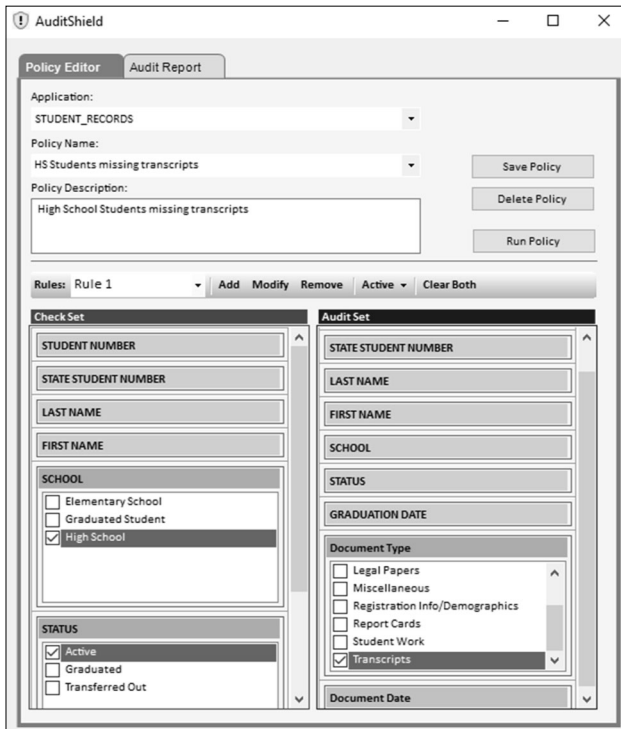 AuditShield
Policy Editor
Audit Report
Application:
STUDENT_RECORDS
Policy Name:
HS Students missing transcripts
Save Policy
Policy Description:
High School Students missing transcripts
Delete Policy
Run Policy
Rules: Rule 1 Add Modify Remove Active Clear Both
Check Set
STUDENT NUMBER
STATE STUDENT NUMBER
LAST NAME
FIRST NAME
SCHOOL
Elementary School
Graduated Student
High School
STATUS
Active
Graduated
Transferred Out
Audit Set
STATE STUDENT NUMBER
LAST NAME
FIRST NAME
SCHOOL
STATUS
GRADUATION DATE
Document Type
Legal Papers
Miscellaneous
Registration Info/Demographics
Report Cards
Student Work
Transcripts
Document Date